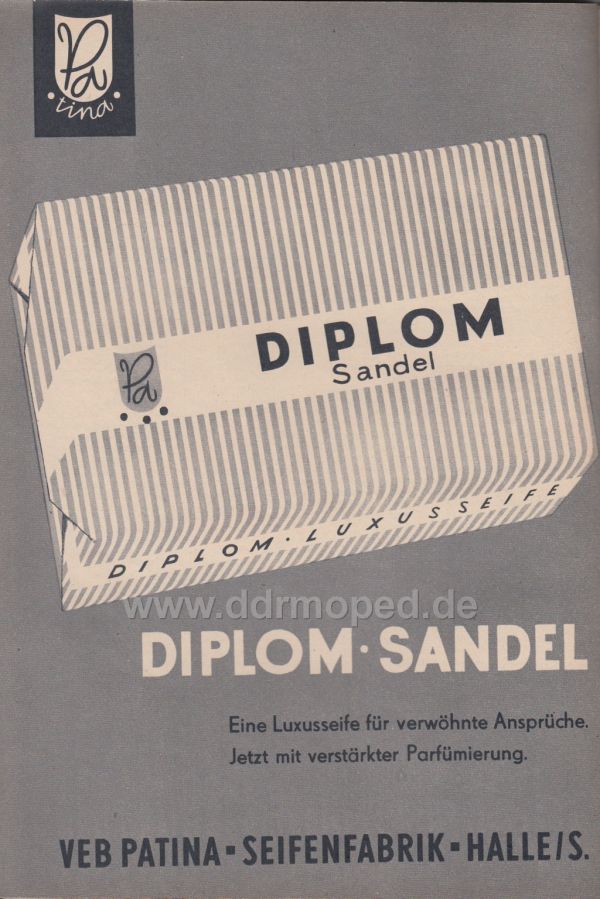 Pa
tina
DIPLOM
Sandel
Pa
DIPLOM · LUXUSSEIFE
www.ddrmoped.de
DIPLOM · SANDEL
Eine Luxusseife für verwöhnte Ansprüche.
Jetzt mit verstärkter Parfümierung.
VEB PATINA ▪ SEIFENFABRIK ▪ HALLE/S.